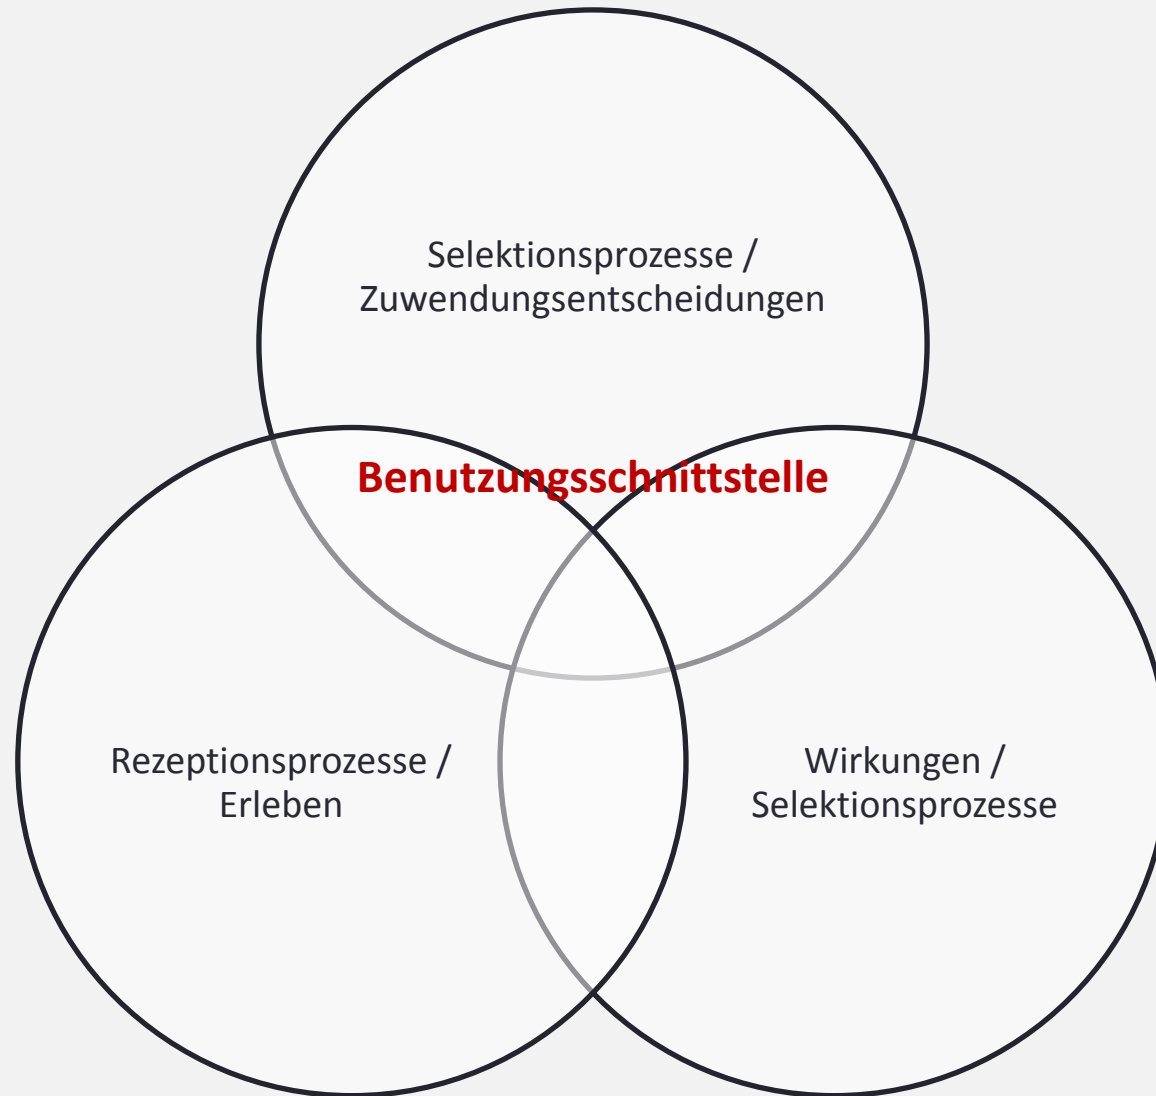 Selektionsprozesse /
Zuwendungsentscheidungen
Benutzungsschnittstelle
Rezeptionsprozesse /
Erleben
Wirkungen /
Selektionsprozesse